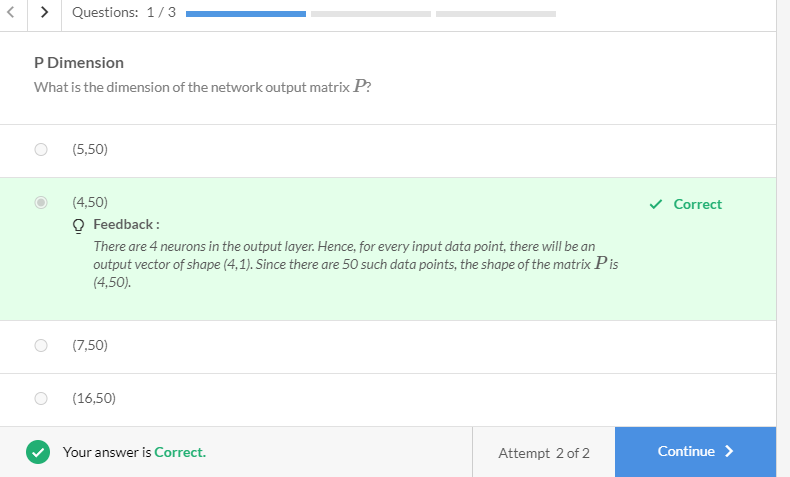 Questions: 1 / 3
P Dimension
What is the dimension of the network output matrix P?
(5,50)
(4,50)
Correct
Feedback :
There are 4 neurons in the output layer. Hence, for every input data point, there will be an
output vector of shape (4,1). Since there are 50 such data points, the shape of the matrix P is
(4,50).
(7,50)
(16,50)
Your answer is Correct.
Attempt 2 of 2
Continue